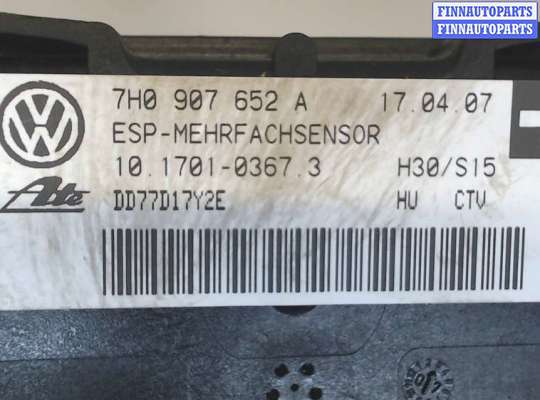 FINNAUTOPARTS
FINNAUTOPARTS
7H0 907 652 A 17.04.07
ESP-MEHRFACHSENSOR
10.1701-0367.3 H30/S15
Ate DD77D17Y2E HU CTV